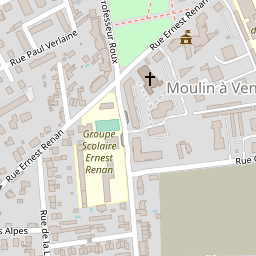 Professeur Roux
Rue Paul Verlaine
Rue Ernest Renan
Moulin à Ven
Groupe
Scolaire
Ernest
Renan
Rue Ernest Renan
Rue
Rue de la L
s Alpes